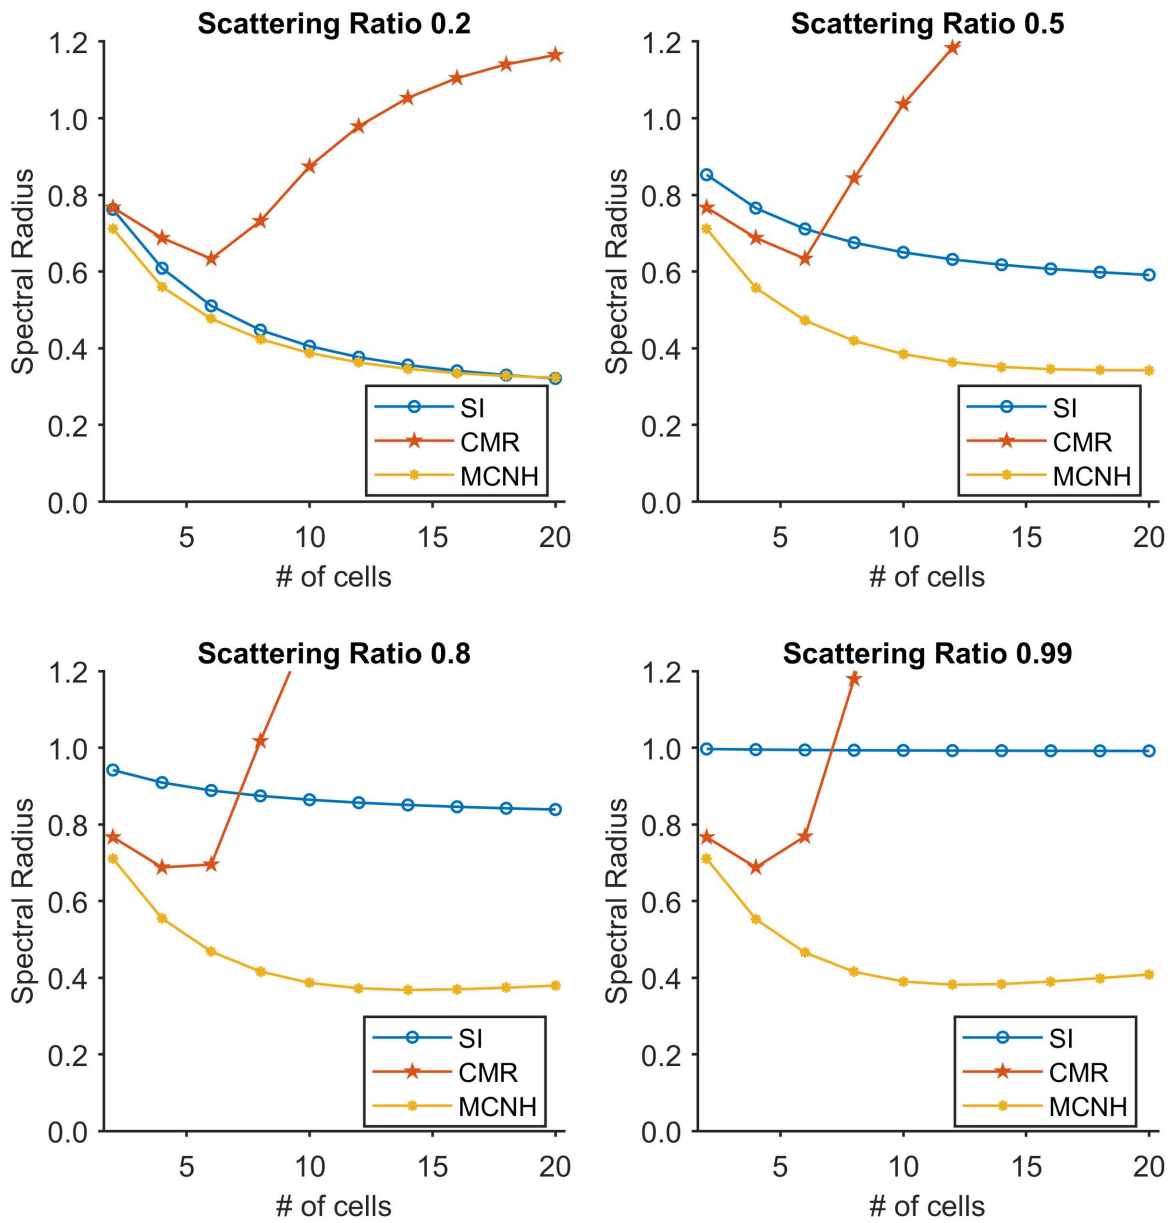 Scattering Ratio 0.2
1.2
1.0
0.8
0.6
0.4
0.2
0.0
Spectral Radius
SI
CMR
MCNH
5 10 15 20
# of cells
Scattering Ratio 0.5
1.2
1.0
0.8
0.6
0.4
0.2
0.0
Spectral Radius
SI
CMR
MCNH
5 10 15 20
# of cells
Scattering Ratio 0.8
1.2
1.0
0.8
0.6
0.4
0.2
0.0
Spectral Radius
SI
CMR
MCNH
5 10 15 20
# of cells
Scattering Ratio 0.99
1.2
1.0
0.8
0.6
0.4
0.2
0.0
Spectral Radius
SI
CMR
MCNH
5 10 15 20
# of cells